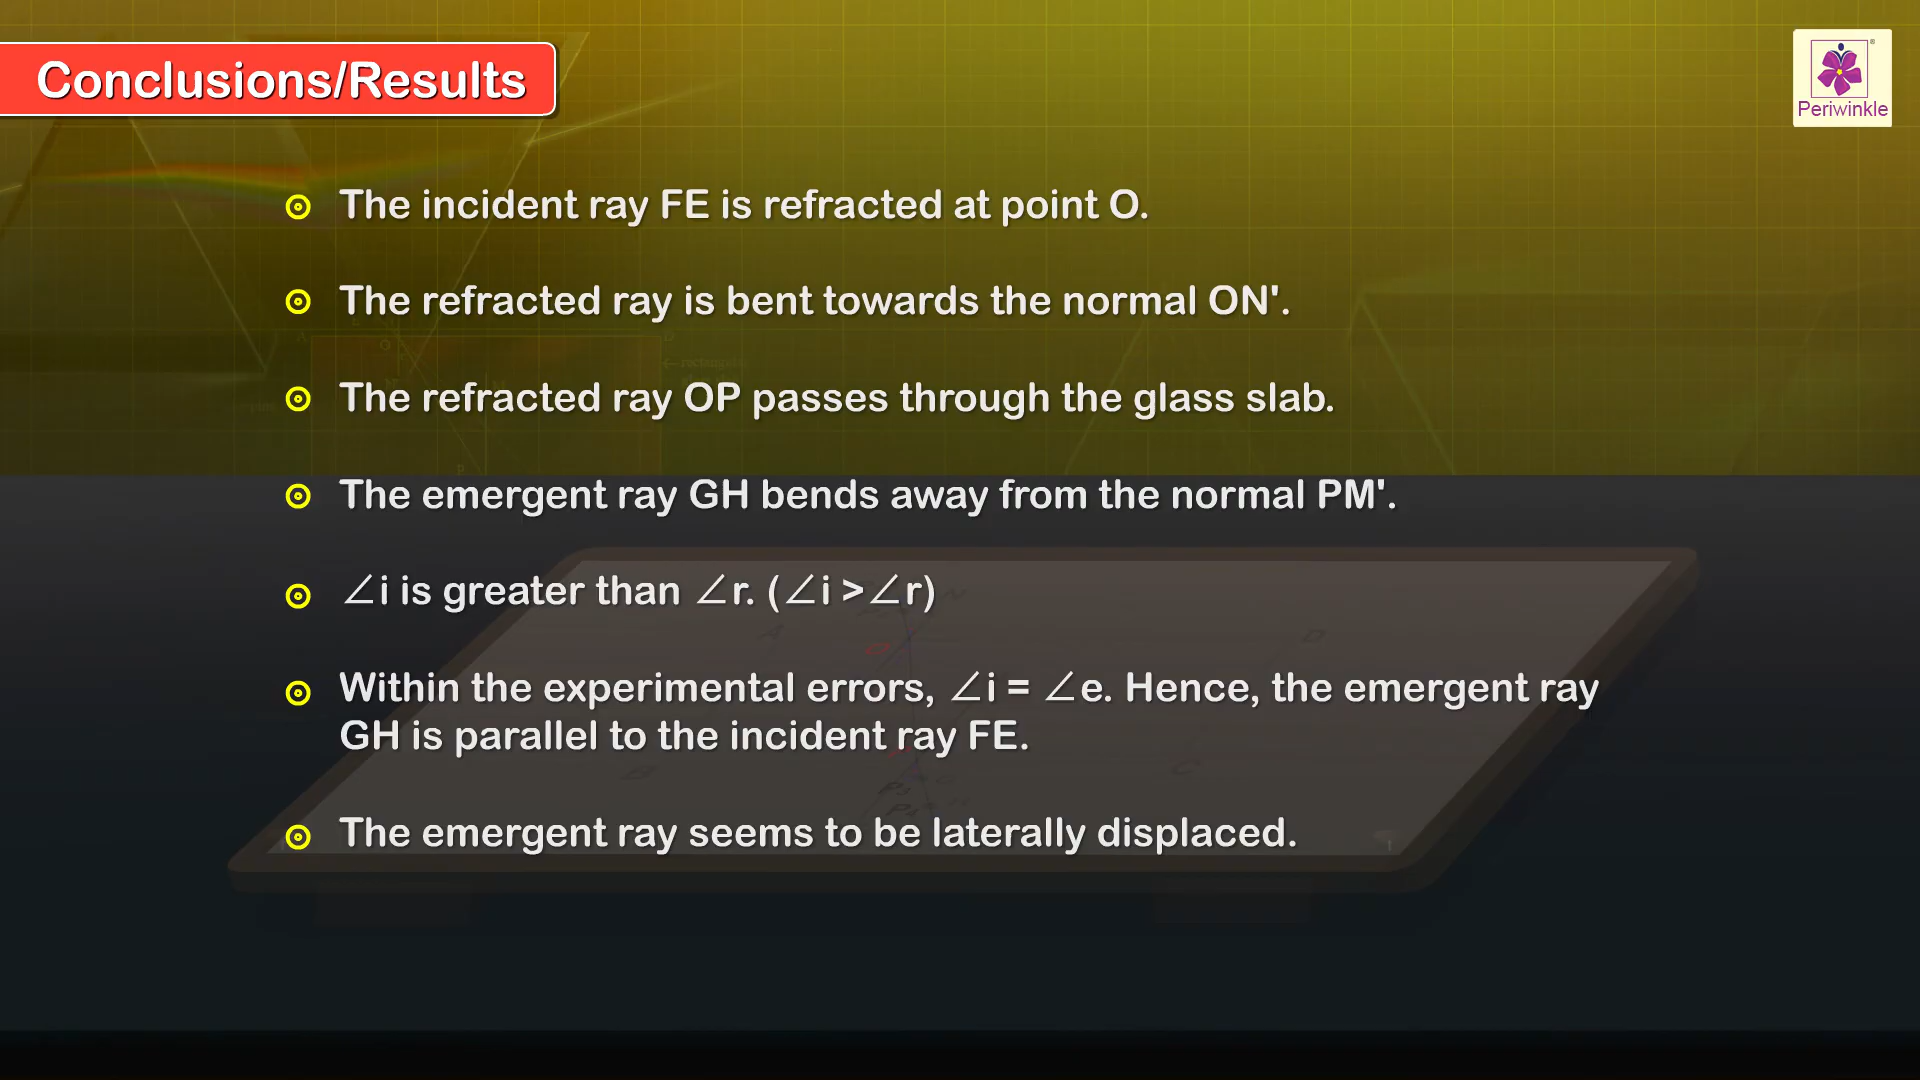 Conclusions/Results
Periwinkle
The incident ray FE is refracted at point O.
The refracted ray is bent towards the normal ON'.
The refracted ray OP passes through the glass slab.
The emergent ray GH bends away from the normal PM'.
∠i is greater than ∠r. (∠i >∠r)
Within the experimental errors, ∠i = ∠e. Hence, the emergent ray
GH is parallel to the incident ray FE.
The emergent ray seems to be laterally displaced.